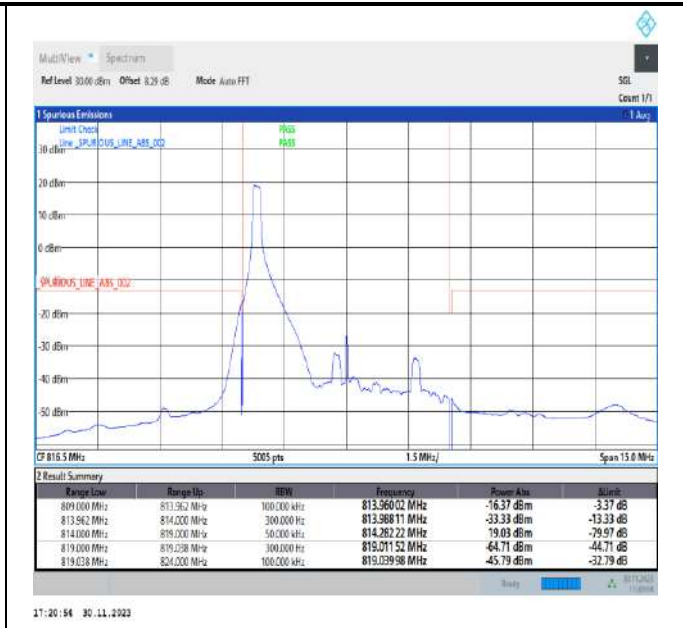 MultiView Spectrum
Ref Level 30.00 dBm Offset 8.29 dB Mode Auto FFT SGL
Count 1/1
1 Spurious Emissions 1 Avg
Limit Check PASS
Line _SPURIOUS_LINE_ABS_002 PASS
30 dBm
20 dBm
10 dBm
0 dBm
_SPURIOUS_LINE_ABS_002
-20 dBm
-30 dBm
-40 dBm
-50 dBm
CF 816.5 MHz 5005 pts 1.5 MHz/ Span 15.0 MHz
2 Result Summary
Range Low Range Up RBW Frequency Power Abs ΔLimit
809.000 MHz 813.962 MHz 100.000 kHz 813.96002 MHz -16.37 dBm -3.37 dB
813.962 MHz 814.000 MHz 300.000 Hz 813.98811 MHz -33.33 dBm -13.33 dB
814.000 MHz 819.000 MHz 50.000 kHz 814.28222 MHz 19.03 dBm -79.97 dB
819.000 MHz 819.038 MHz 300.000 Hz 819.01152 MHz -64.71 dBm -44.71 dB
819.038 MHz 824.000 MHz 100.000 kHz 819.03998 MHz -45.79 dBm -32.79 dB
Ready 30.11.2023
17:20:54 30.11.2023